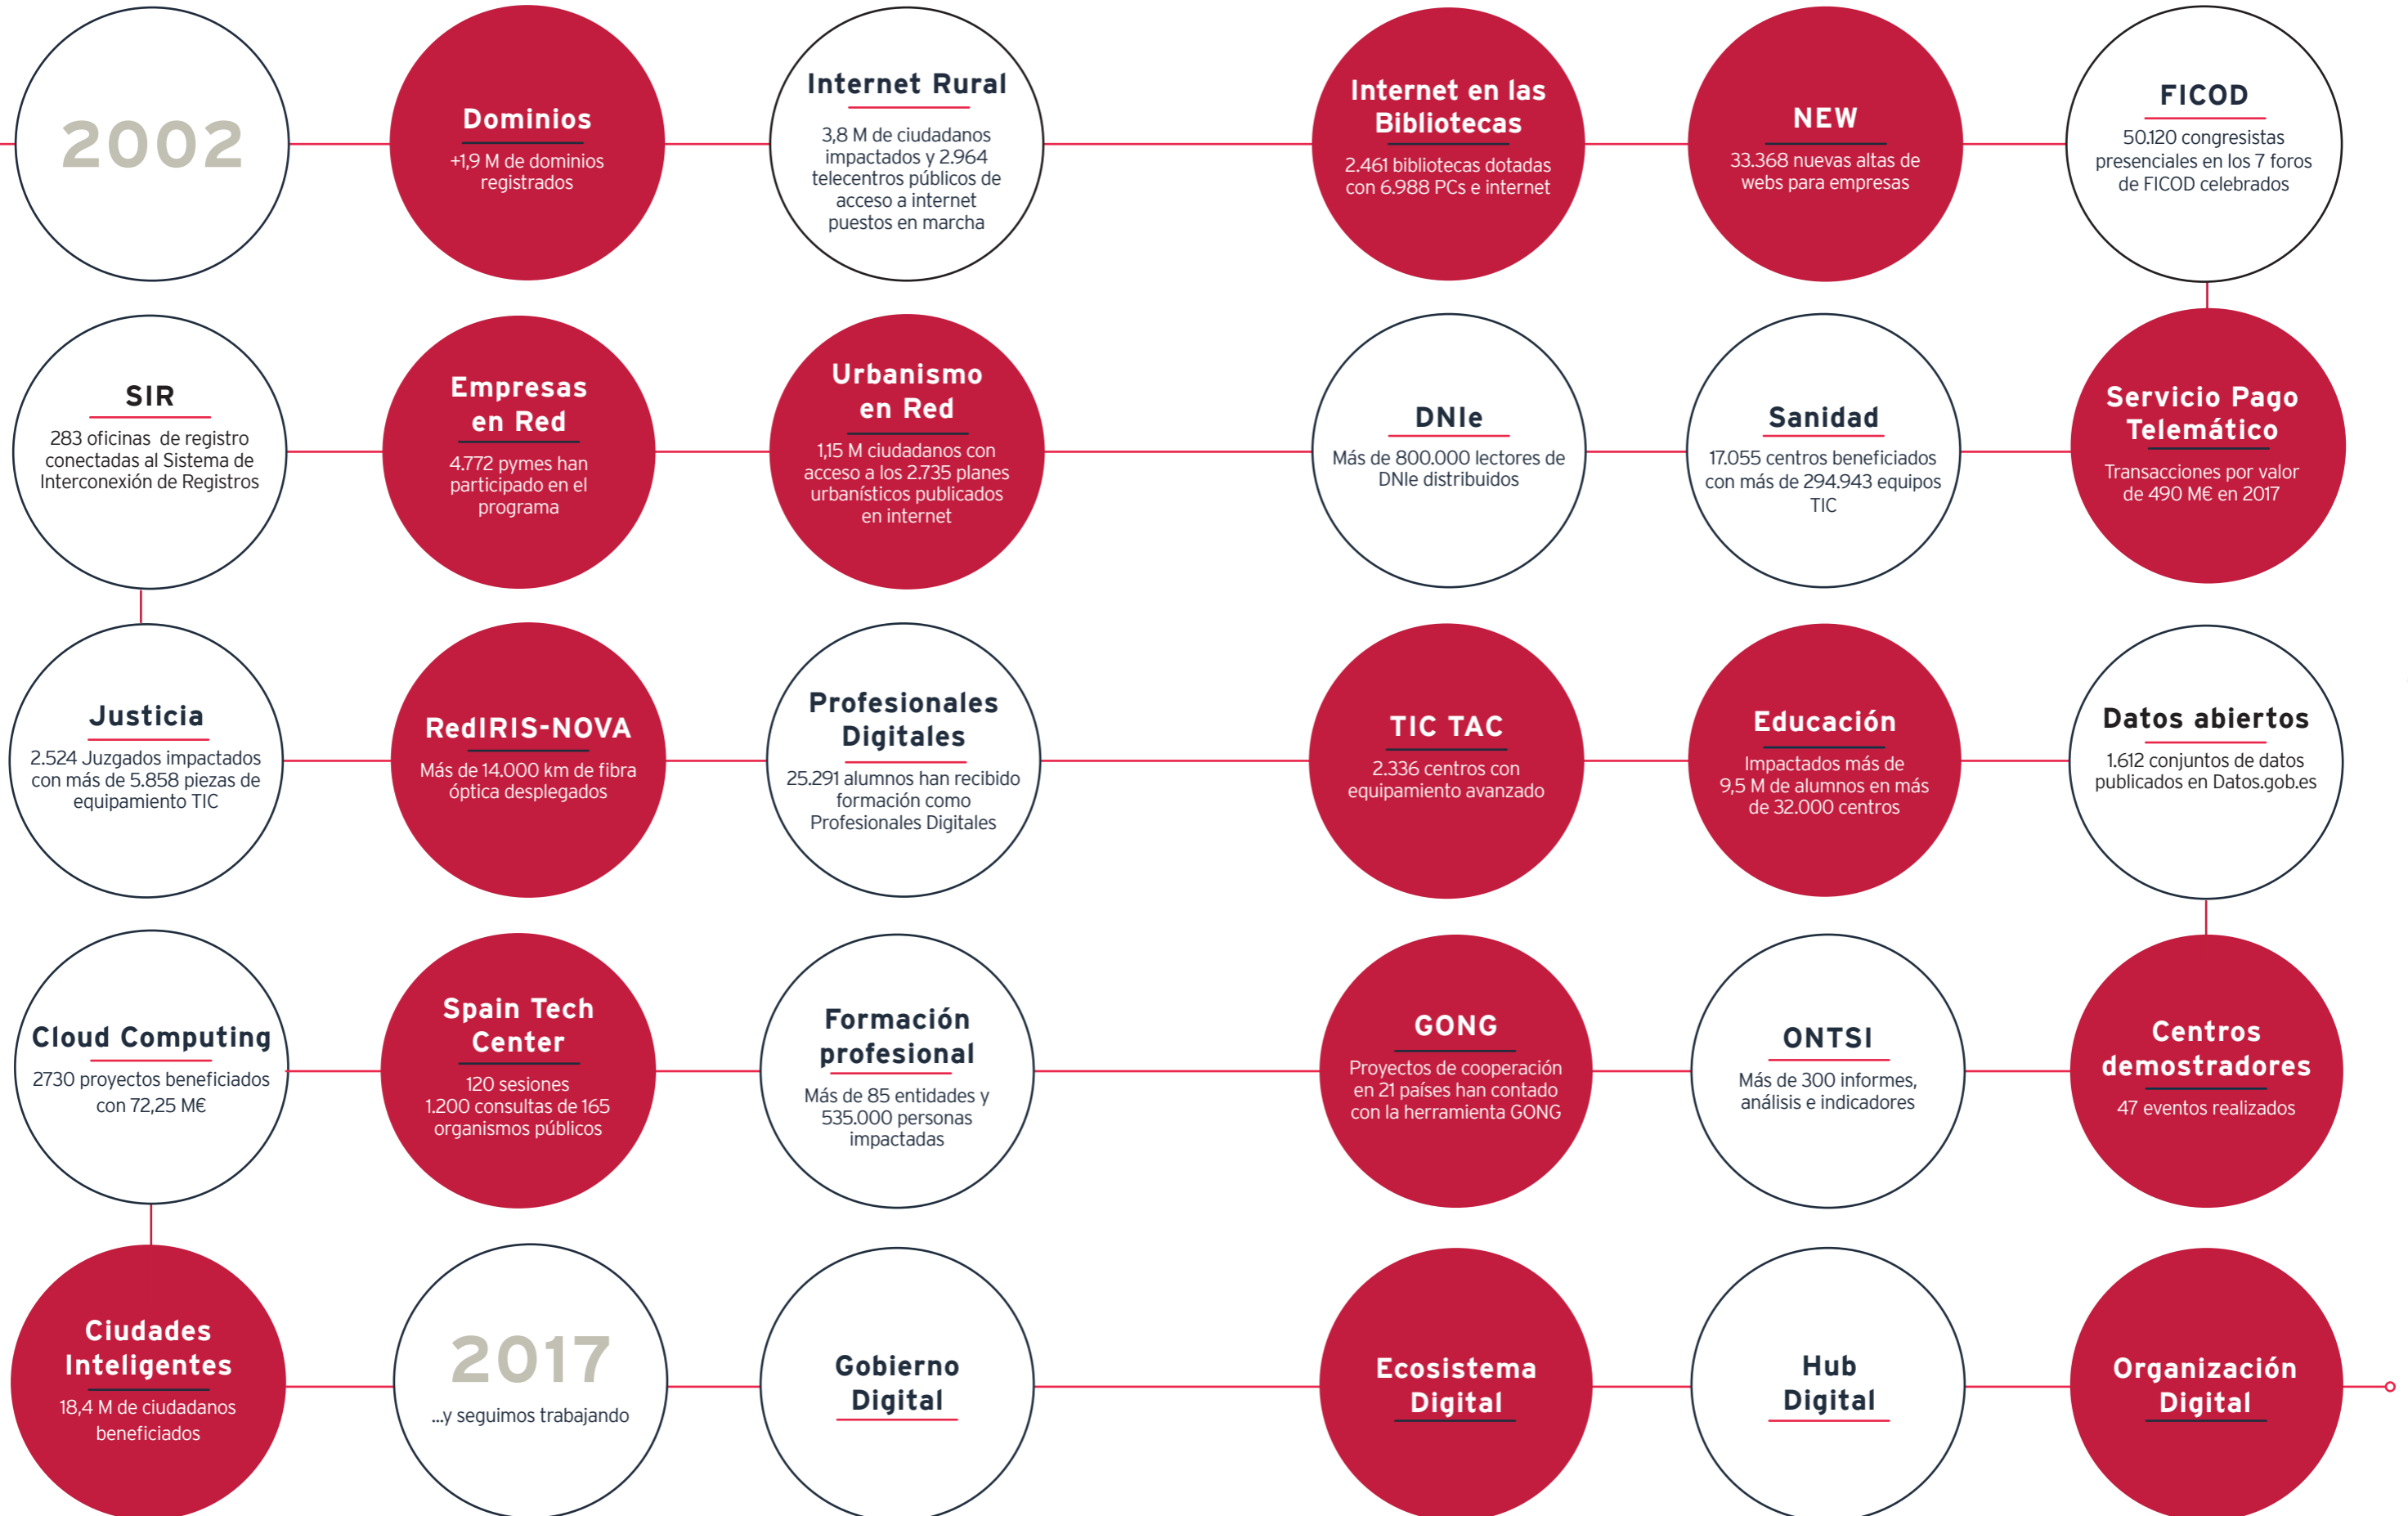 2002
Dominios
+1,9 M de dominios
registrados
Internet Rural
3,8 M de ciudadanos
impactados y 2.964
telecentros públicos de
acceso a internet
puestos en marcha
Internet en las
Bibliotecas
2.461 bibliotecas dotadas
con 6.988 PCs e internet
NEW
33.368 nuevas altas de
webs para empresas
FICOD
50.120 congresistas
presenciales en los 7 foros
de FICOD celebrados
SIR
283 oficinas de registro
conectadas al Sistema de
Interconexión de Registros
Empresas
en Red
4.772 pymes han
participado en el
programa
Urbanismo
en Red
1,15 M ciudadanos con
acceso a los 2.735 planes
urbanísticos publicados
en internet
DNIe
Más de 800.000 lectores de
DNIe distribuidos
Sanidad
17.055 centros beneficiados
con más de 294.943 equipos
TIC
Servicio Pago
Telemático
Transacciones por valor
de 490 M€ en 2017
Justicia
2.524 Juzgados impactados
con más de 5.858 piezas de
equipamiento TIC
RedIRIS-NOVA
Más de 14.000 km de fibra
óptica desplegados
Profesionales
Digitales
25.291 alumnos han recibido
formación como
Profesionales Digitales
TIC TAC
2.336 centros con
equipamiento avanzado
Educación
Impactados más de
9,5 M de alumnos en más
de 32.000 centros
Datos abiertos
1.612 conjuntos de datos
publicados en Datos.gob.es
Cloud Computing
2730 proyectos beneficiados
con 72,25 M€
Spain Tech
Center
120 sesiones
1.200 consultas de 165
organismos públicos
Formación
profesional
Más de 85 entidades y
535.000 personas
impactadas
GONG
Proyectos de cooperación
en 21 países han contado
con la herramienta GONG
ONTSI
Más de 300 informes,
análisis e indicadores
Centros
demostradores
47 eventos realizados
Ciudades
Inteligentes
18,4 M de ciudadanos
beneficiados
2017
...y seguimos trabajando
Gobierno
Digital
Ecosistema
Digital
Hub
Digital
Organización
Digital